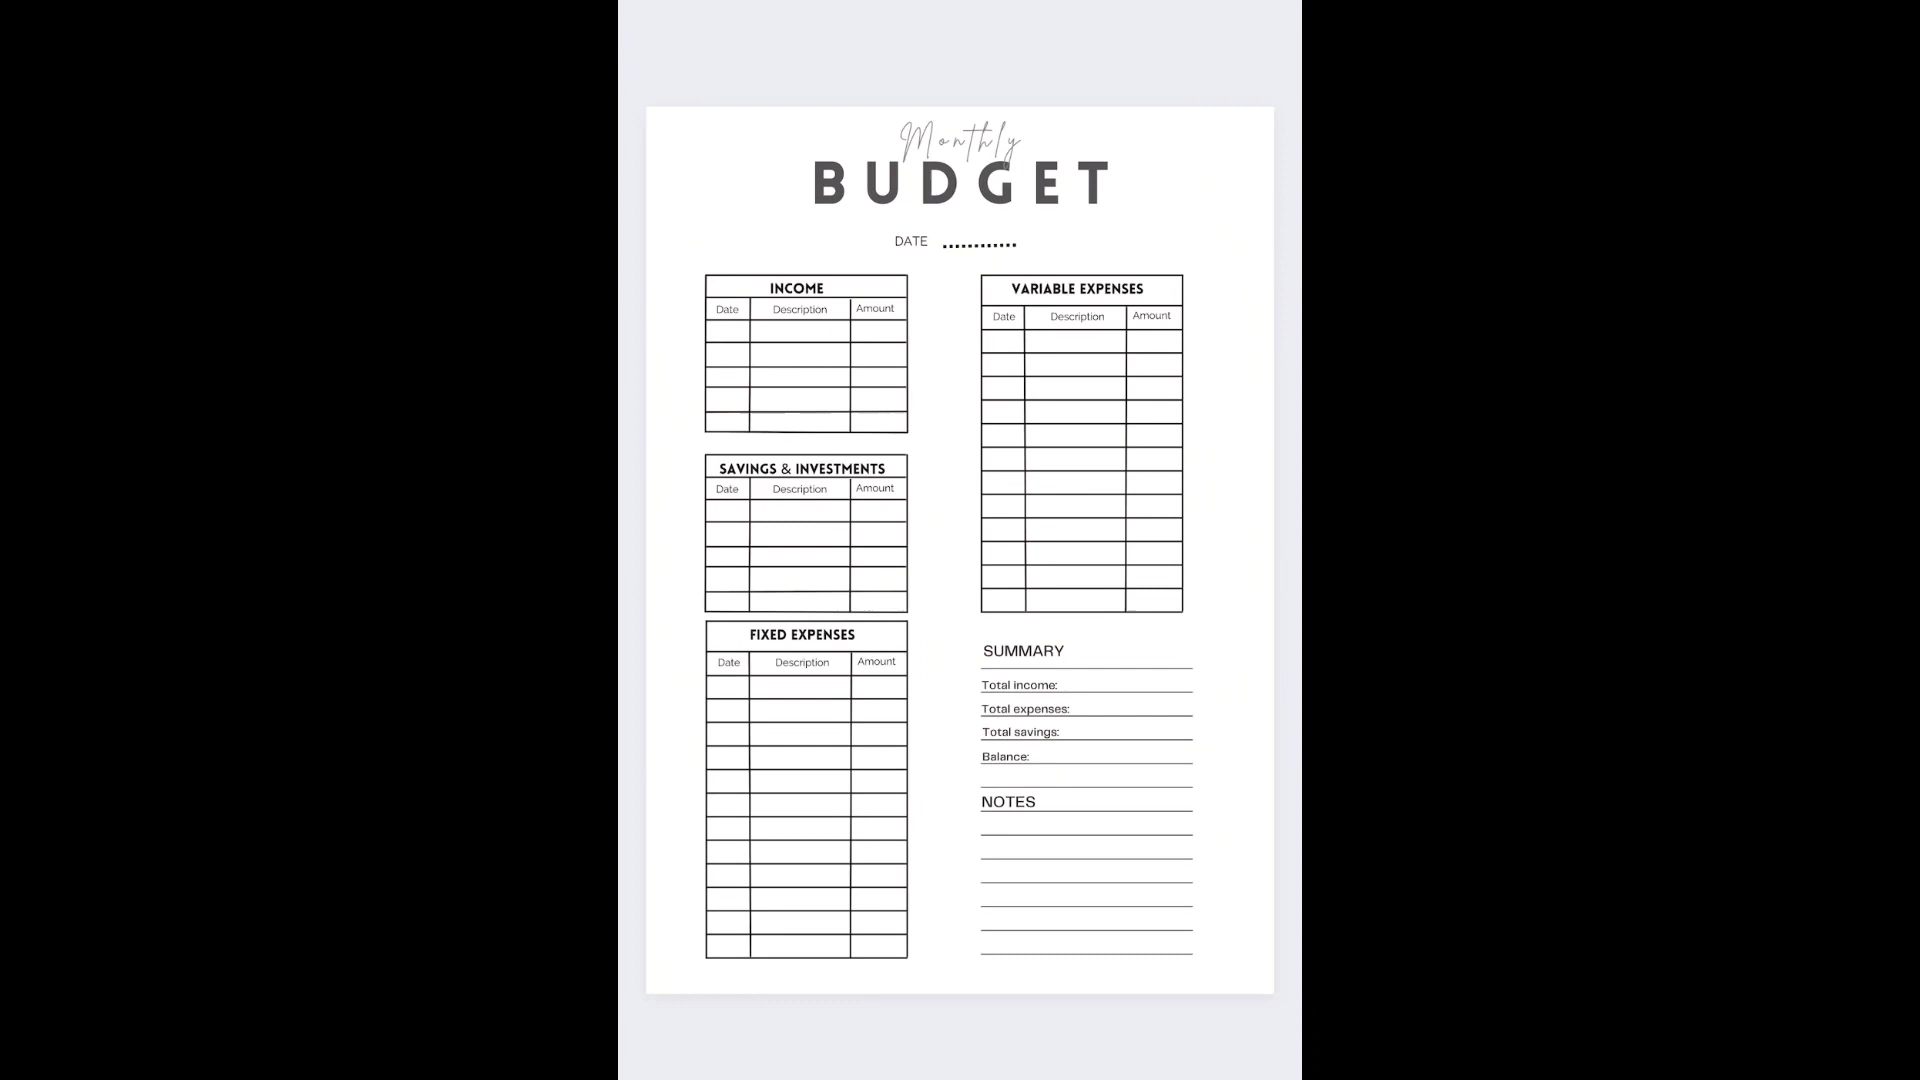 Monthly
BUDGET
DATE ............
INCOME
Date Description Amount
SAVINGS & INVESTMENTS
Date Description Amount
FIXED EXPENSES
Date Description Amount
VARIABLE EXPENSES
Date Description Amount
SUMMARY
Total income:
Total expenses:
Total savings:
Balance:
NOTES